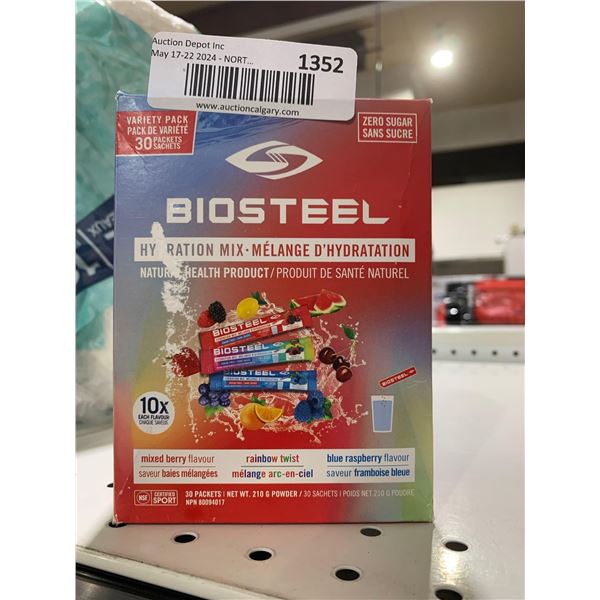 Auction Depot Inc
May 17-22 2024 - NORT...
1352
www.auctioncalgary.com
VARIETY PACK
PACK DE VARIÉTÉ
30 PACKETS
SACHETS
ZERO SUGAR
SANS SUCRE
BIOSTEEL
HYDRATION MIX • MÉLANGE D'HYDRATATION
NATURAL HEALTH PRODUCT / PRODUIT DE SANTÉ NATUREL
BIOSTEEL
BIOSTEEL
BIOSTEEL
BIOSTEEL
10x
EACH FLAVOUR
CHAQUE SAVEUR
mixed berry flavour
saveur baies mélangées
rainbow twist
mélange arc-en-ciel
blue raspberry flavour
saveur framboise bleue
NSF CERTIFIED SPORT
30 PACKETS | NET WT. 210 G POWDER / 30 SACHETS | POIDS NET 210 G POUDRE
NPN 80094017